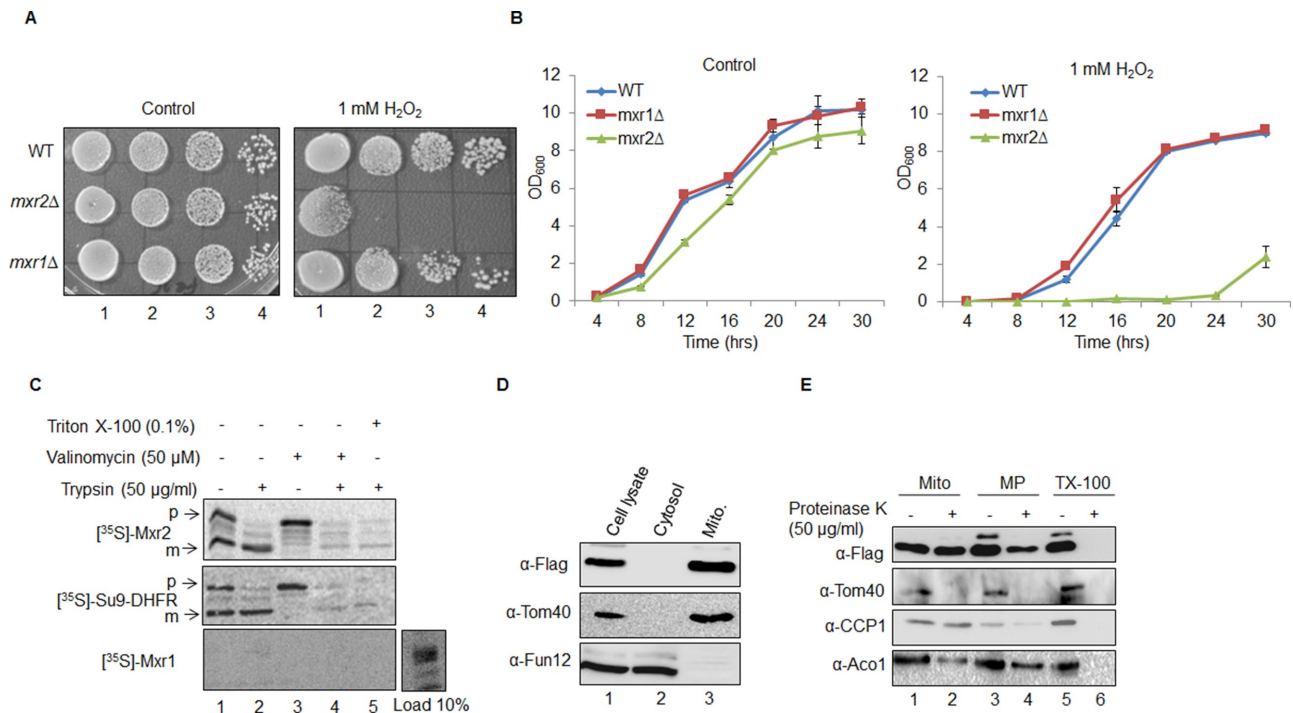 A
Control
1 mM H₂O₂
WT
mxr2Δ
mxr1Δ
1 2 3 4
1 2 3 4
B
Control
WT
mxr1Δ
mxr2Δ
OD₆₀₀
12
10
8
6
4
2
0
4 8 12 16 20 24 30
Time (hrs)
1 mM H₂O₂
WT
mxr1Δ
mxr2Δ
OD₆₀₀
12
10
8
6
4
2
0
4 8 12 16 20 24 30
Time (hrs)
C
Triton X-100 (0.1%) - - - - +
Valinomycin (50 µM) - - + + -
Trypsin (50 µg/ml) - + - + +
p
[³⁵S]-Mxr2
m
p
[³⁵S]-Su9-DHFR
m
[³⁵S]-Mxr1
1 2 3 4 5 Load 10%
D
Cell lysate
Cytosol
Mito.
α-Flag
α-Tom40
α-Fun12
1 2 3
E
Mito MP TX-100
Proteinase K - + - + - +
(50 µg/ml)
α-Flag
α-Tom40
α-CCP1
α-Aco1
1 2 3 4 5 6